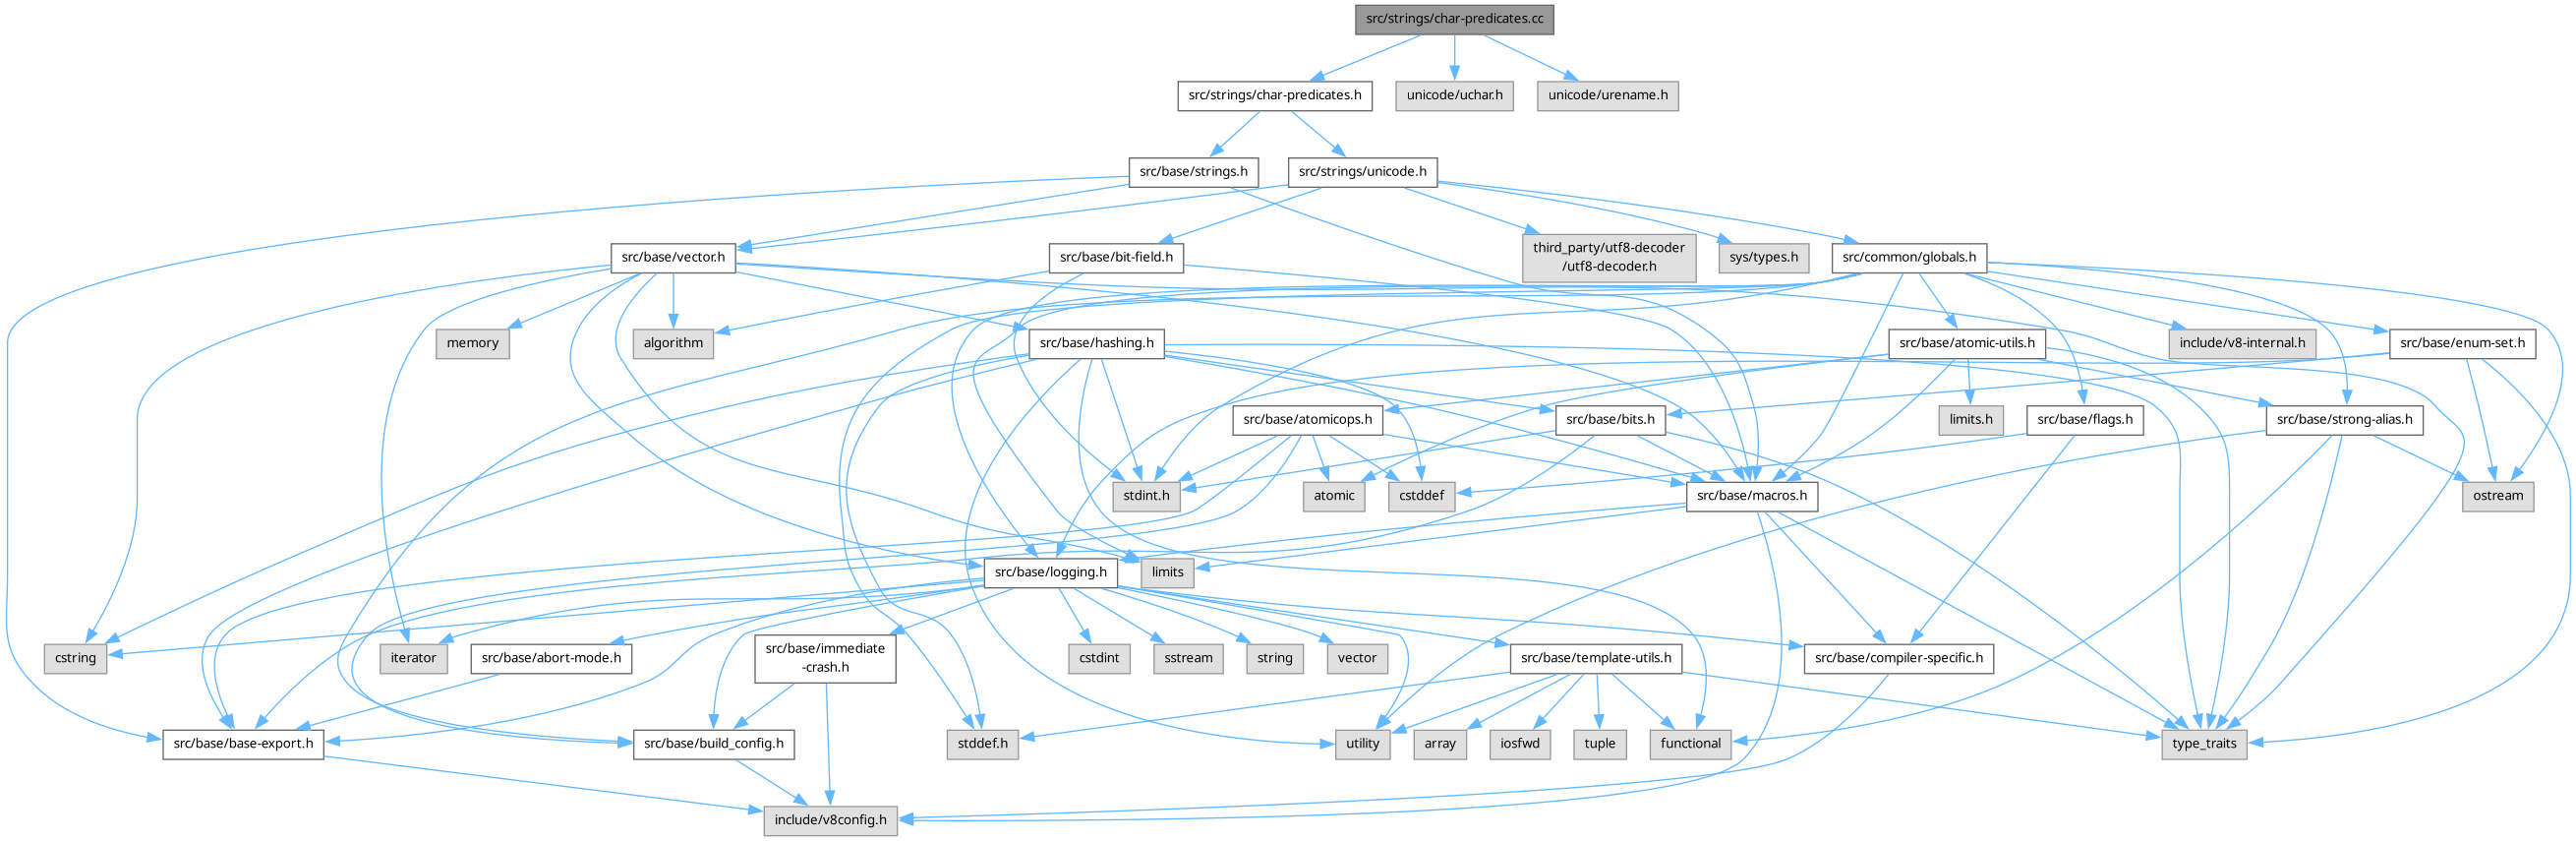 src/strings/char-predicates.cc
src/strings/char-predicates.h
unicode/uchar.h
unicode/urename.h
src/base/strings.h
src/strings/unicode.h
src/base/vector.h
src/base/bit-field.h
third_party/utf8-decoder
/utf8-decoder.h
sys/types.h
src/common/globals.h
memory
algorithm
src/base/hashing.h
src/base/atomic-utils.h
include/v8-internal.h
src/base/enum-set.h
src/base/atomicops.h
src/base/bits.h
limits.h
src/base/flags.h
src/base/strong-alias.h
stdint.h
atomic
cstddef
src/base/macros.h
ostream
src/base/logging.h
limits
cstring
iterator
src/base/abort-mode.h
src/base/immediate
-crash.h
cstdint
sstream
string
vector
src/base/template-utils.h
src/base/compiler-specific.h
src/base/base-export.h
src/base/build_config.h
stddef.h
utility
array
iosfwd
tuple
functional
type_traits
include/v8config.h